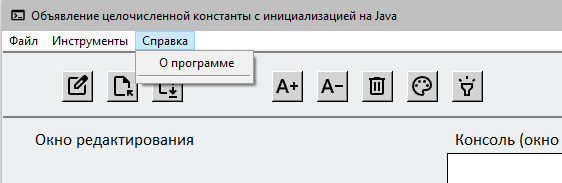 Объявление целочисленной константы с инициализацией на Java
Файл Инструменты Справка
О программе
A+ A−
Окно редактирования Консоль (окно